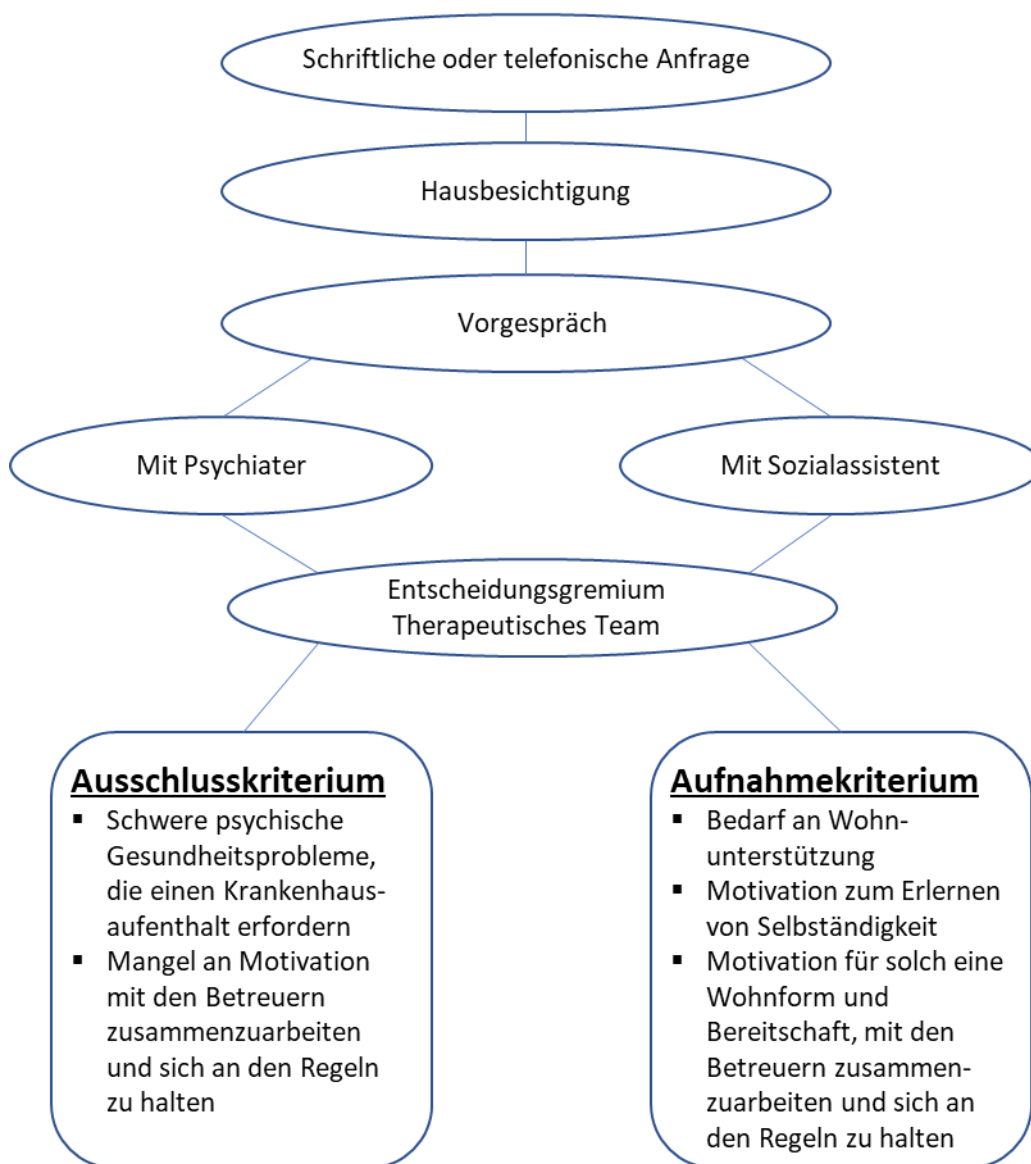 Schriftliche oder telefonische Anfrage
Hausbesichtigung
Vorgespräch
Mit Psychiater
Mit Sozialassistent
Entscheidungsgremium
Therapeutisches Team
Ausschlusskriterium
▪ Schwere psychische
Gesundheitsprobleme,
die einen Krankenhaus-
aufenthalt erfordern
▪ Mangel an Motivation
mit den Betreuern
zusammenzuarbeiten
und sich an den Regeln
zu halten
Aufnahmekriterium
▪ Bedarf an Wohn-
unterstützung
▪ Motivation zum Erlernen
von Selbständigkeit
▪ Motivation für solch eine
Wohnform und
Bereitschaft, mit den
Betreuern zusammen-
zuarbeiten und sich an
den Regeln zu halten